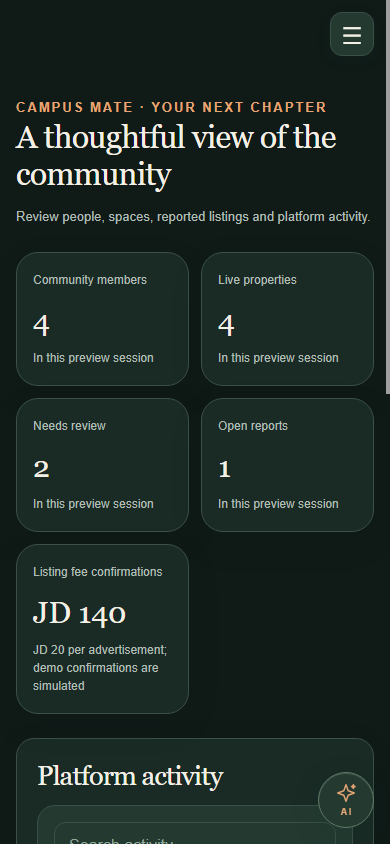 CAMPUS MATE · YOUR NEXT CHAPTER
A thoughtful view of the
community
Review people, spaces, reported listings and platform activity.
Community members
4
In this preview session
Live properties
4
In this preview session
Needs review
2
In this preview session
Open reports
1
In this preview session
Listing fee confirmations
JD 140
JD 20 per advertisement;
demo confirmations are
simulated
Platform activity
AI
Search activity